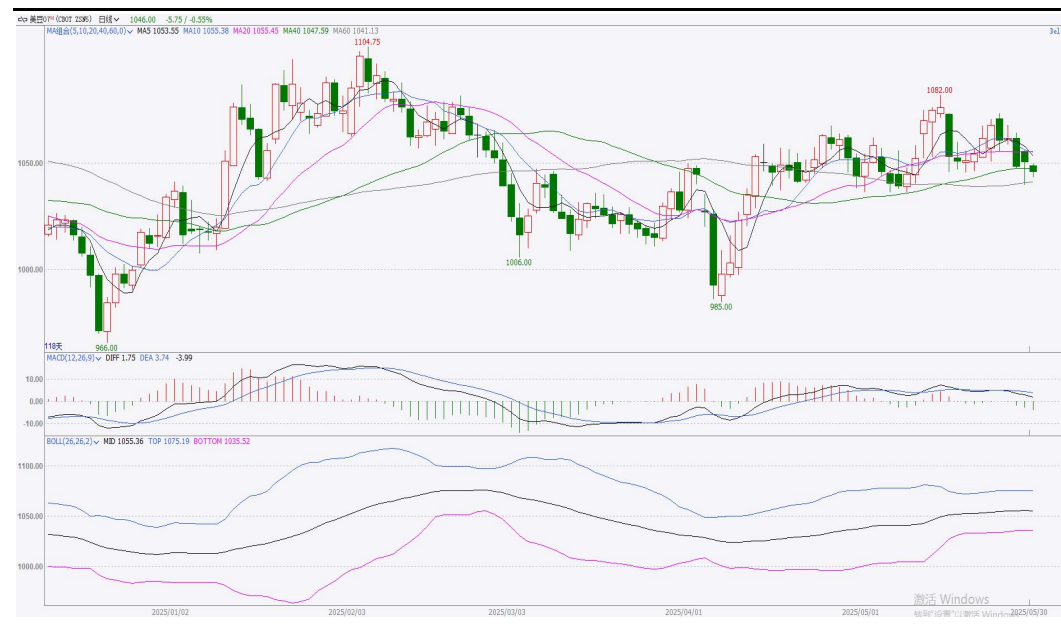 美豆07M (CBOT ZSN5) 日线 1046.00 -5.75 / -0.55%
MA组合(5,10,20,40,60,0) MA5 1053.55 MA10 1055.38 MA20 1055.45 MA40 1047.59 MA60 1041.13
1104.75
1082.00
1050.00
1006.00
1000.00
985.00
966.00
118天
MACD(12,26,9) DIFF 1.75 DEA 3.74 -3.99
10.00
0.00
-10.00
BOLL(26,26,2) MID 1055.36 TOP 1075.19 BOTTOM 1035.52
1100.00
1050.00
1000.00
激活 Windows
2025/01/02 2025/02/03 2025/03/03 2025/04/01 2025/05/01 2025/05/30